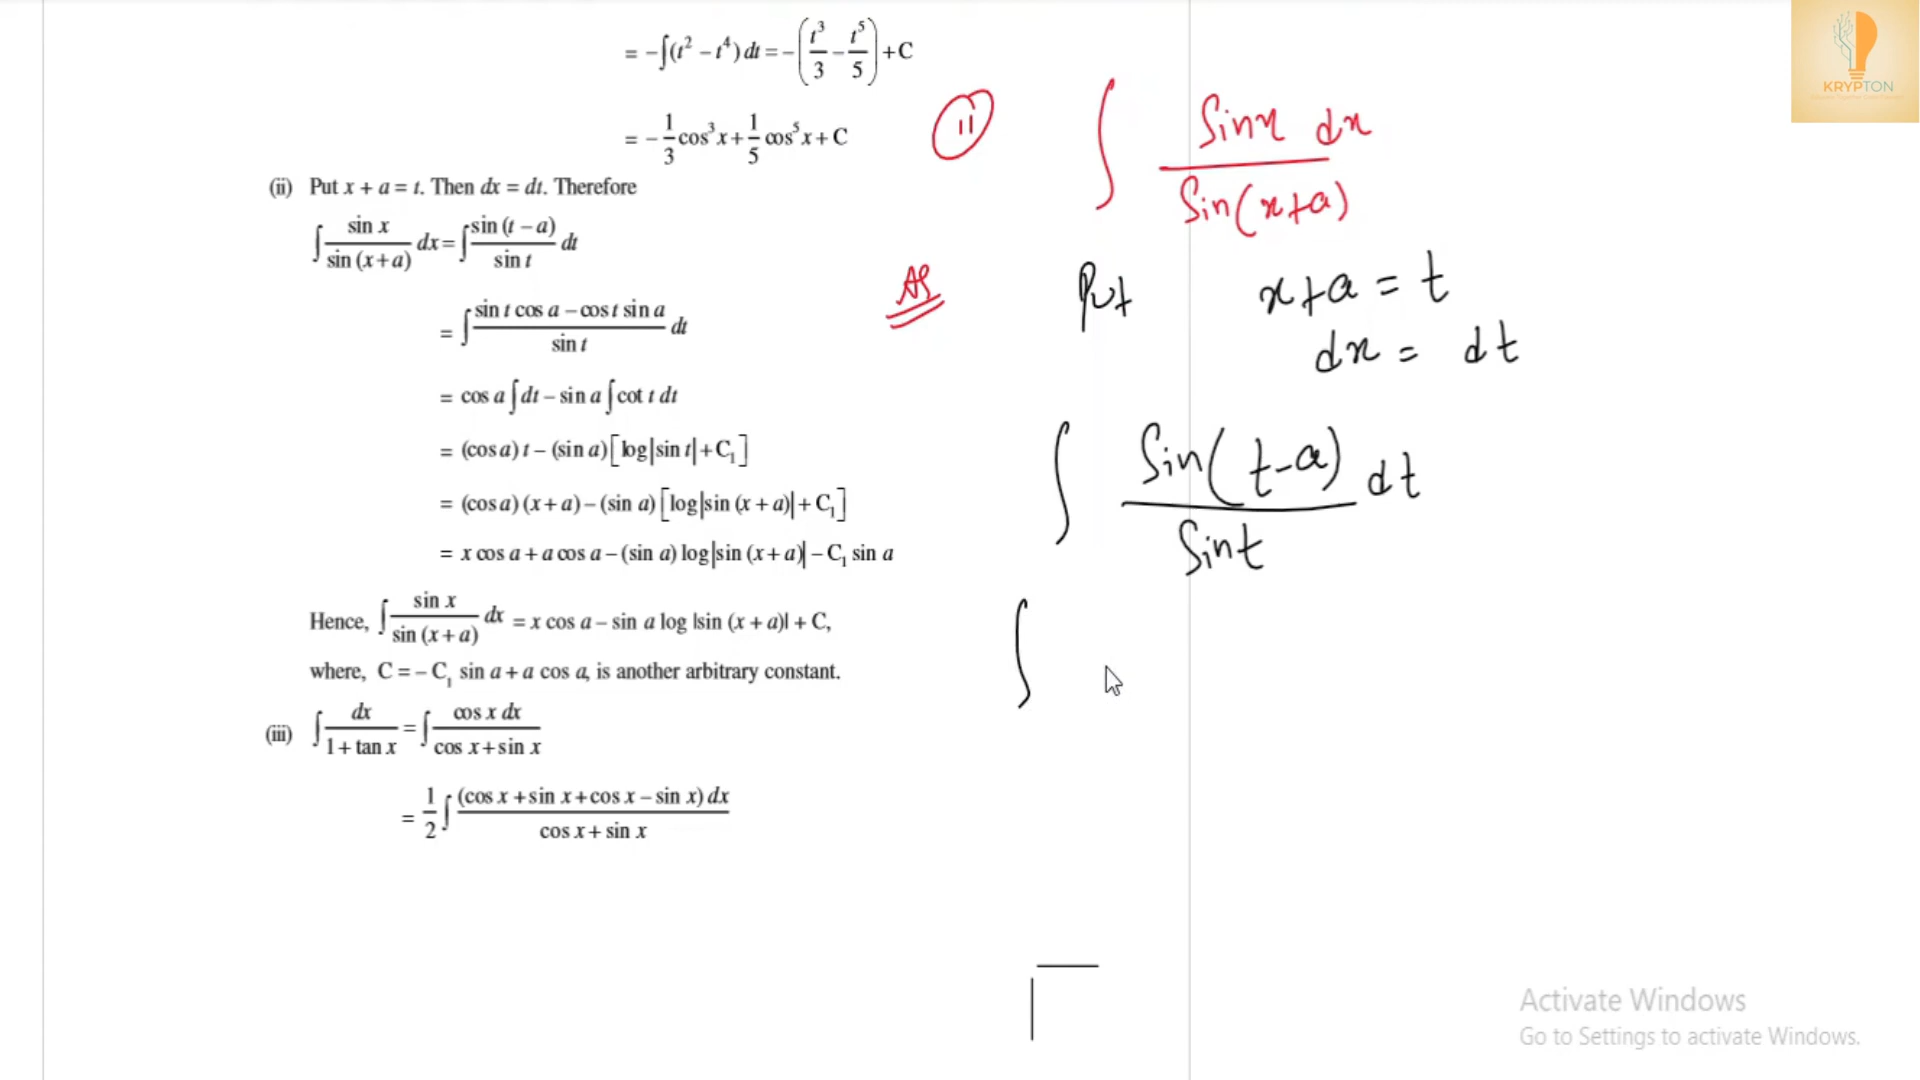 = -∫(t² - t⁴) dt = -(t³/3 - t⁵/5) + C
= -1/3 cos³x + 1/5 cos⁵x + C
(ii) Put x + a = t. Then dx = dt. Therefore
∫ sin x / sin (x+a) dx = ∫ sin (t – a) / sin t dt
= ∫ sin t cos a – cos t sin a / sin t dt
= cos a ∫ dt – sin a ∫ cot t dt
= (cos a) t – (sin a) [log|sin t| + C₁]
= (cos a) (x + a) – (sin a) [log|sin (x + a)| + C₁]
= x cos a + a cos a – (sin a) log|sin (x + a)| – C₁ sin a
Hence, ∫ sin x / sin (x+a) dx = x cos a – sin a log |sin (x + a)| + C,
where, C = – C₁ sin a + a cos a, is another arbitrary constant.
(iii) ∫ dx / 1 + tan x = ∫ cos x dx / cos x + sin x
= 1/2 ∫ (cos x + sin x + cos x – sin x) dx / cos x + sin x
11
∫ Sinx dx / Sin(x+a)
AS
Put x+a = t
dx = dt
∫ Sin(t-a) / Sint dt
∫
KRYPTON
Activate Windows
Go to Settings to activate Windows.